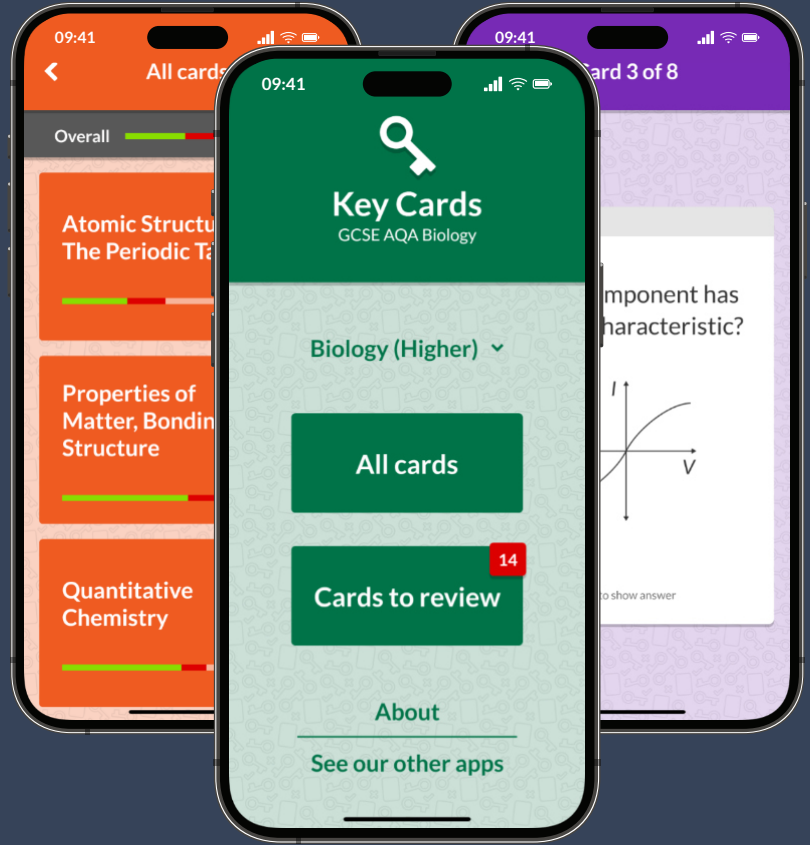 09:41
All cards
Overall
Atomic Structu
The Periodic Ta
Properties of
Matter, Bondin
Structure
Quantitative
Chemistry
09:41
Key Cards
GCSE AQA Biology
Biology (Higher)
All cards
14
Cards to review
About
See our other apps
09:41
ard 3 of 8
mponent has
haracteristic?
I
V
to show answer